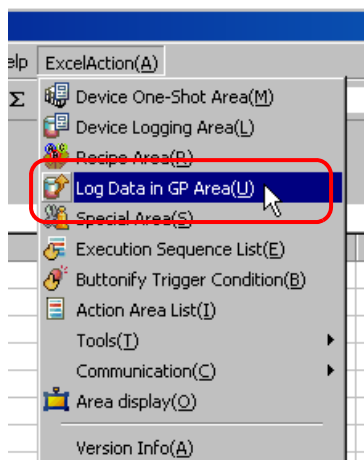 elp ExcelAction(A)
Σ Device One-Shot Area(M)
Device Logging Area(L)
Recipe Area(R)
Log Data in GP Area(U)
Special Area(S)
Execution Sequence List(E)
Buttonify Trigger Condition(B)
Action Area List(I)
Tools(T)
Communication(C)
Area display(O)
Version Info(A)